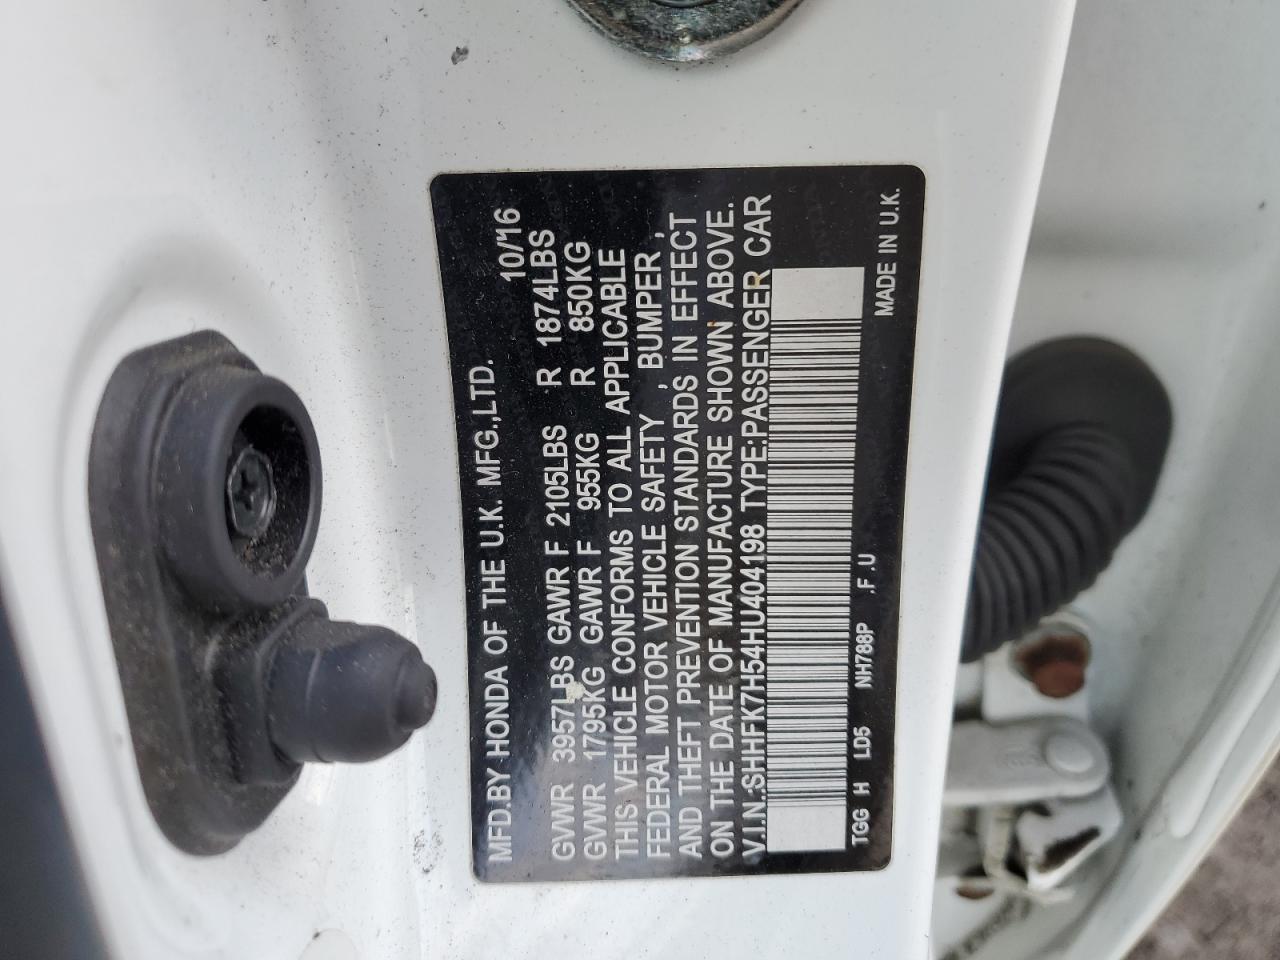 MFD.BY HONDA OF THE U.K. MFG.,LTD. 10/16
GVWR 3957LBS GAWR F 2105LBS R 1874LBS
GVWR 1795KG GAWR F 955KG R 850KG
THIS VEHICLE CONFORMS TO ALL APPLICABLE
FEDERAL MOTOR VEHICLE SAFETY , BUMPER ,
AND THEFT PREVENTION STANDARDS IN EFFECT
ON THE DATE OF MANUFACTURE SHOWN ABOVE.
V.I.N.:SHHFK7H54HU404198 TYPE:PASSENGER CAR
TGG H LD5 NH788P .F.U MADE IN U.K.